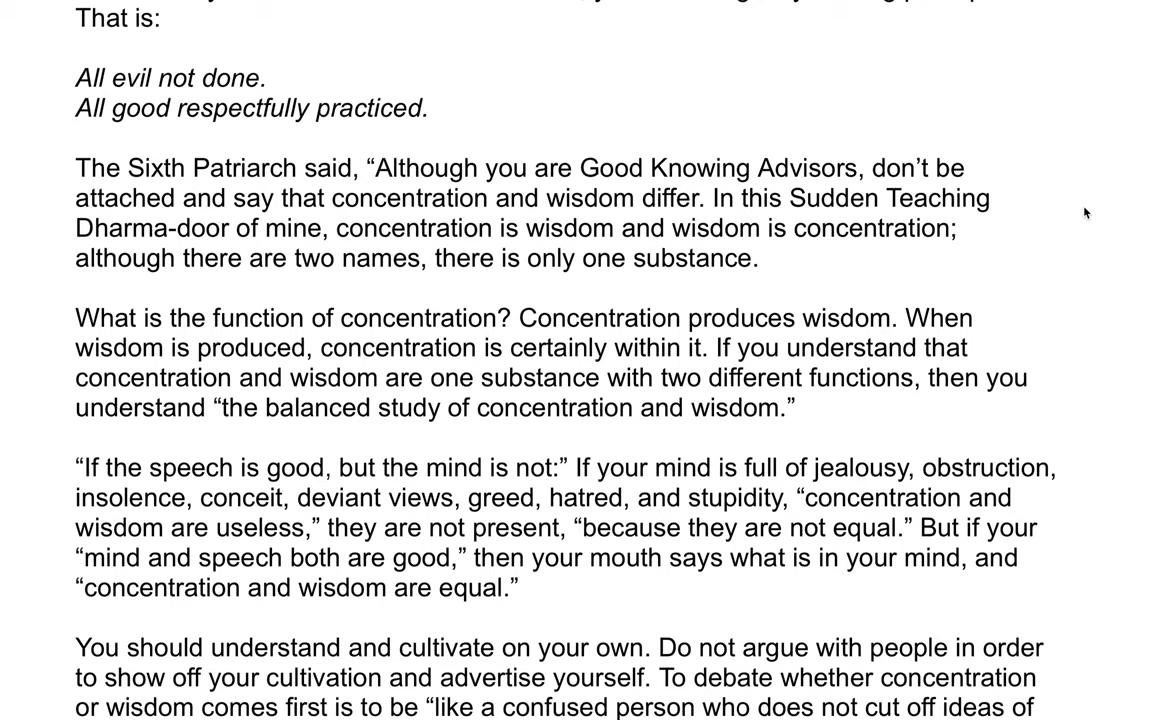 That is:
All evil not done.
All good respectfully practiced.
The Sixth Patriarch said, “Although you are Good Knowing Advisors, don’t be
attached and say that concentration and wisdom differ. In this Sudden Teaching
Dharma-door of mine, concentration is wisdom and wisdom is concentration;
although there are two names, there is only one substance.
What is the function of concentration? Concentration produces wisdom. When
wisdom is produced, concentration is certainly within it. If you understand that
concentration and wisdom are one substance with two different functions, then you
understand “the balanced study of concentration and wisdom.”
“If the speech is good, but the mind is not:” If your mind is full of jealousy, obstruction,
insolence, conceit, deviant views, greed, hatred, and stupidity, “concentration and
wisdom are useless,” they are not present, “because they are not equal.” But if your
“mind and speech both are good,” then your mouth says what is in your mind, and
“concentration and wisdom are equal.”
You should understand and cultivate on your own. Do not argue with people in order
to show off your cultivation and advertise yourself. To debate whether concentration
or wisdom comes first is to be “like a confused person who does not cut off ideas of